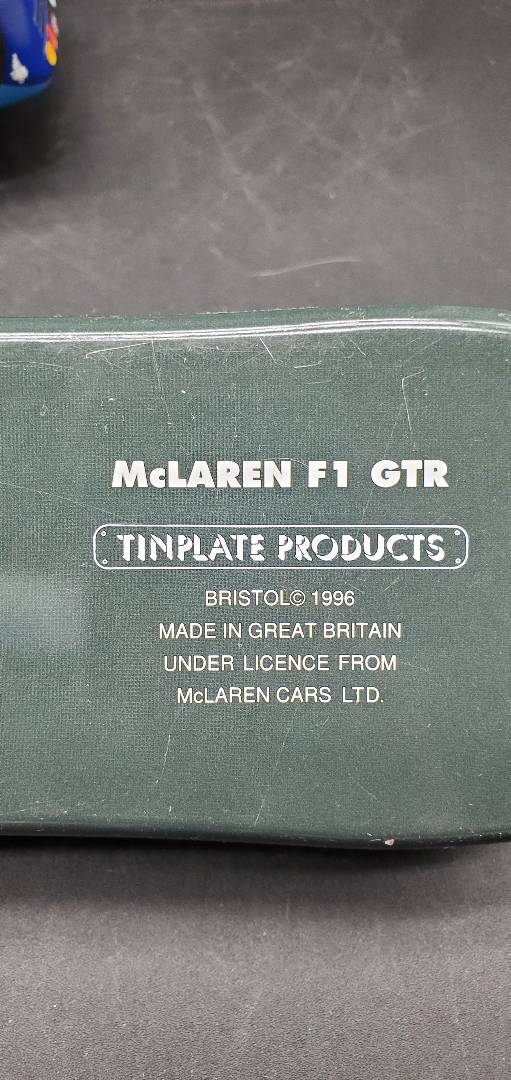 McLAREN F1 GTR
TINPLATE PRODUCTS
BRISTOL© 1996
MADE IN GREAT BRITAIN
UNDER LICENCE FROM
McLAREN CARS LTD.